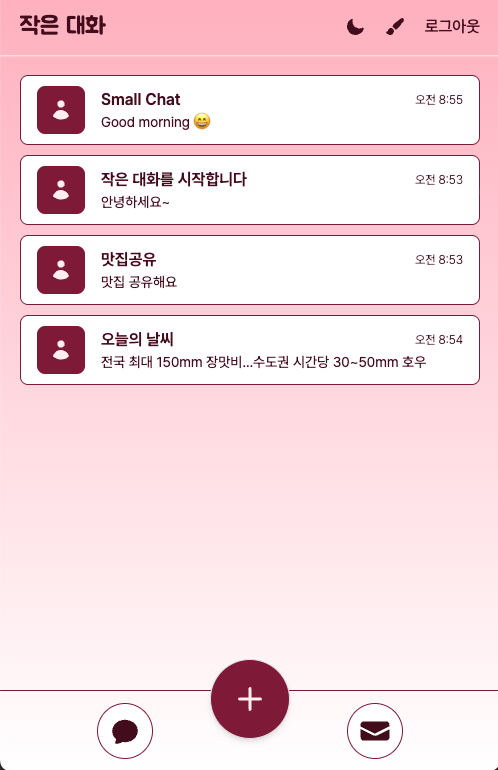 작은 대화
로그아웃
Small Chat
오전 8:55
Good morning 😄
작은 대화를 시작합니다
오전 8:53
안녕하세요~
맛집공유
오전 8:53
맛집 공유해요
오늘의 날씨
오전 8:54
전국 최대 150mm 장맛비...수도권 시간당 30~50mm 호우